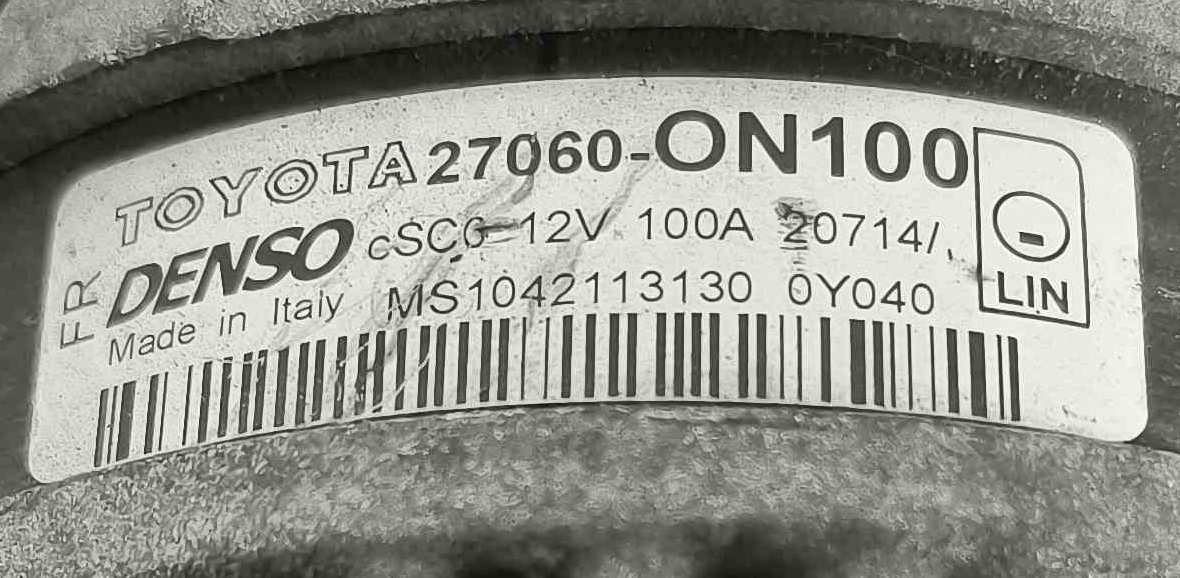 TOYOTA 27060-0N100
DENSO cSC6 12V 100A 20714/
Made in Italy MS1042113130 0Y040
LIN
FR